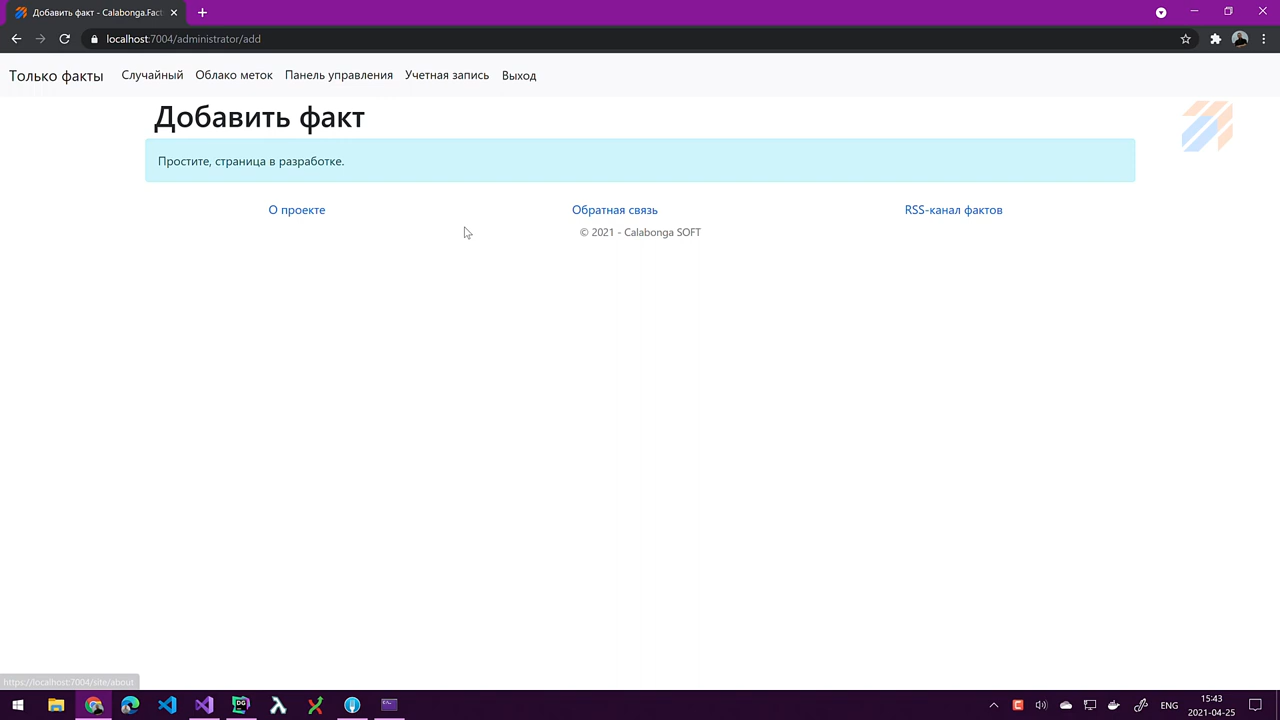 Добавить факт - Calabonga.Fact
localhost:7004/administrator/add
Только факты Случайный Облако меток Панель управления Учетная запись Выход
Добавить факт
Простите, страница в разработке.
О проекте Обратная связь RSS-канал фактов
© 2021 - Calabonga SOFT
https://localhost:7004/site/about
ENG
15:43
2021-04-25